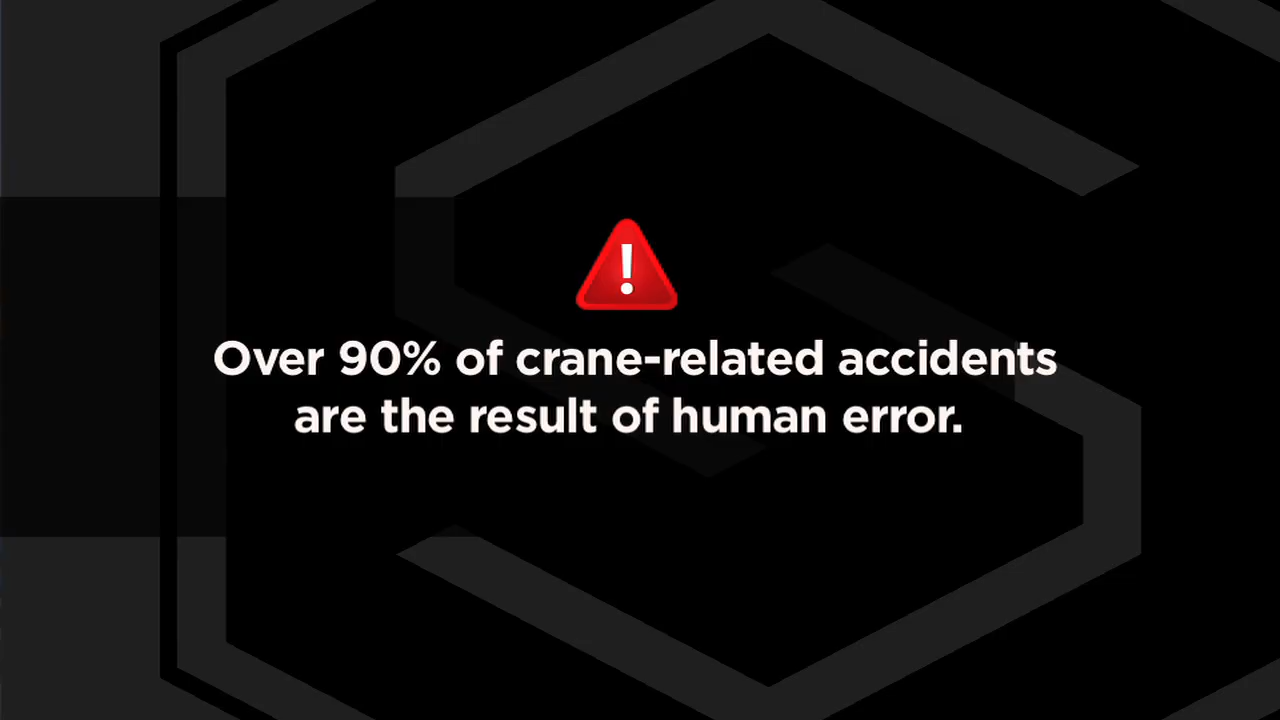 Over 90% of crane-related accidents
are the result of human error.